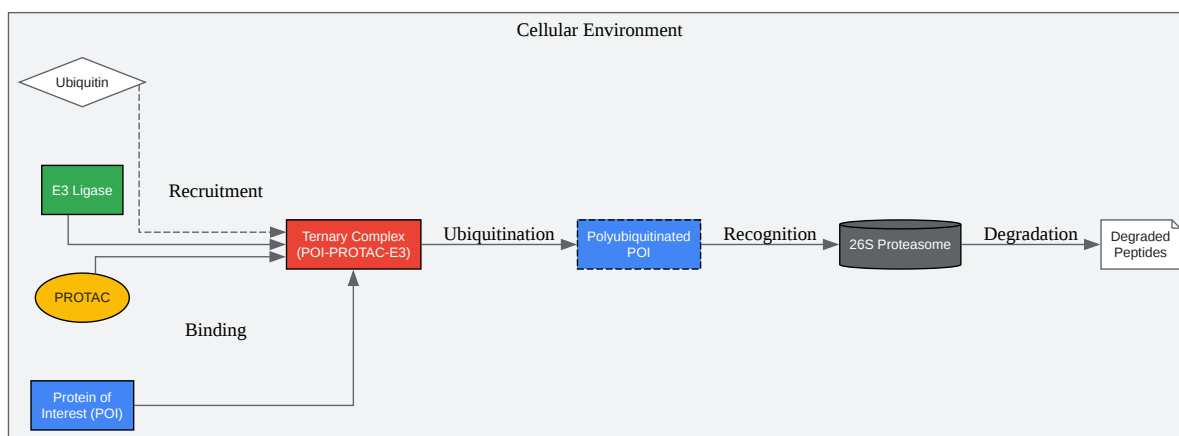 Cellular Environment
Ubiquitin
E3 Ligase
Recruitment
Ternary Complex
(POI-PROTAC-E3)
Ubiquitination
Polyubiquitinated
POI
Recognition
26S Proteasome
Degradation
Degraded
Peptides
PROTAC
Binding
Protein of
Interest (POI)